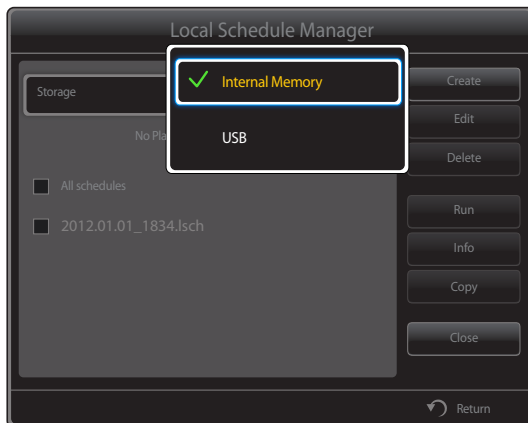 Local Schedule Manager
Storage
Internal Memory
USB
No Pla
All schedules
2012.01.01_1834.lsch
Create
Edit
Delete
Run
Info
Copy
Close
Return